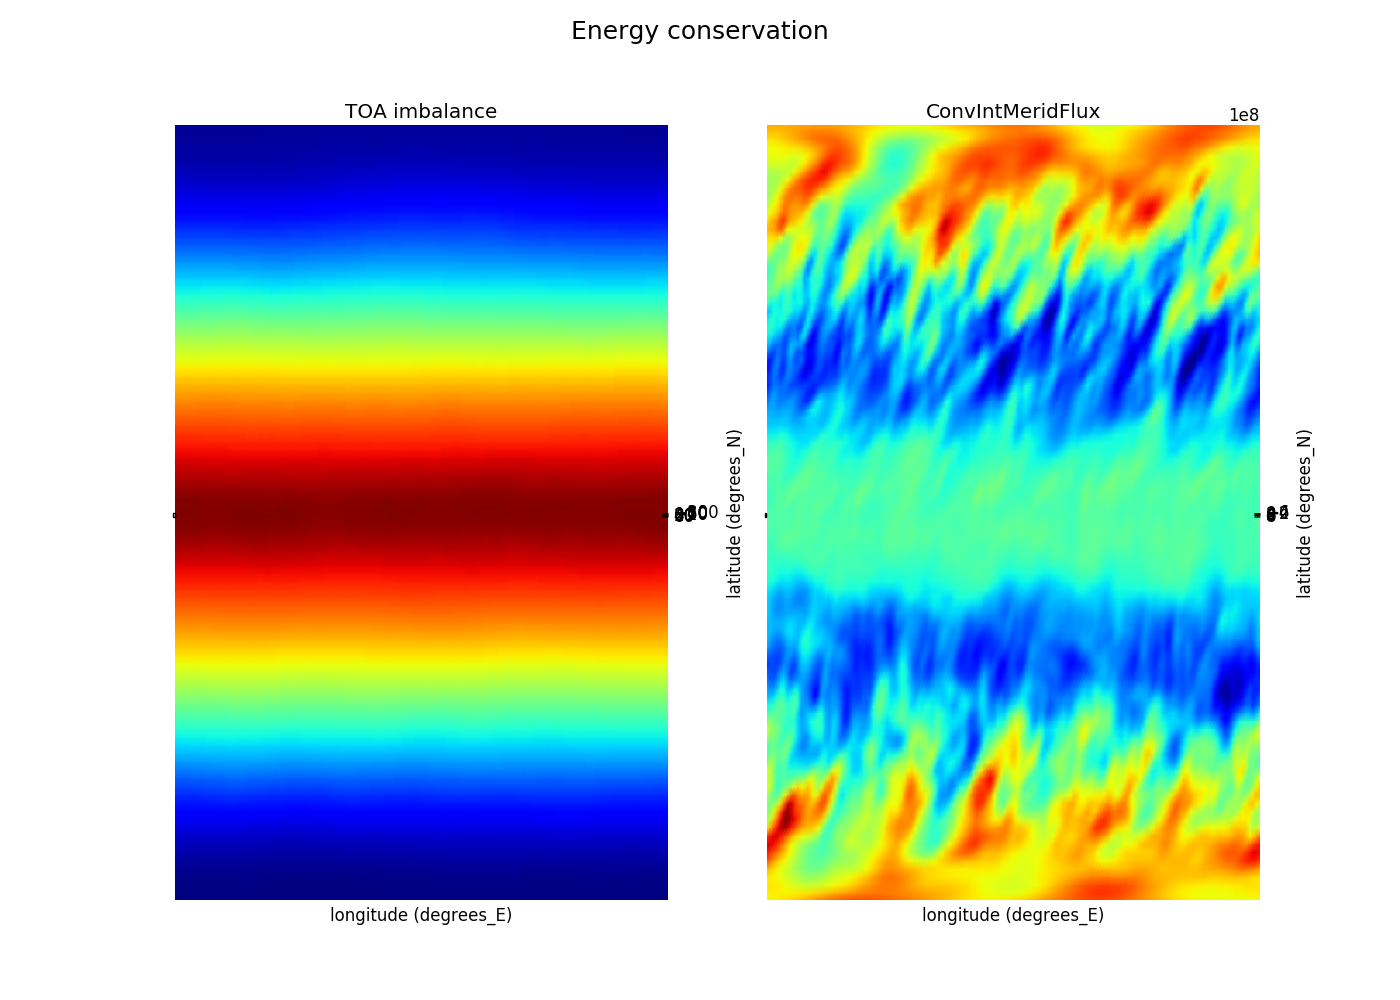 Energy conservation
TOA imbalance
ConvIntMeridFlux
1e8
latitude (degrees_N)
latitude (degrees_N)
longitude (degrees_E)
longitude (degrees_E)